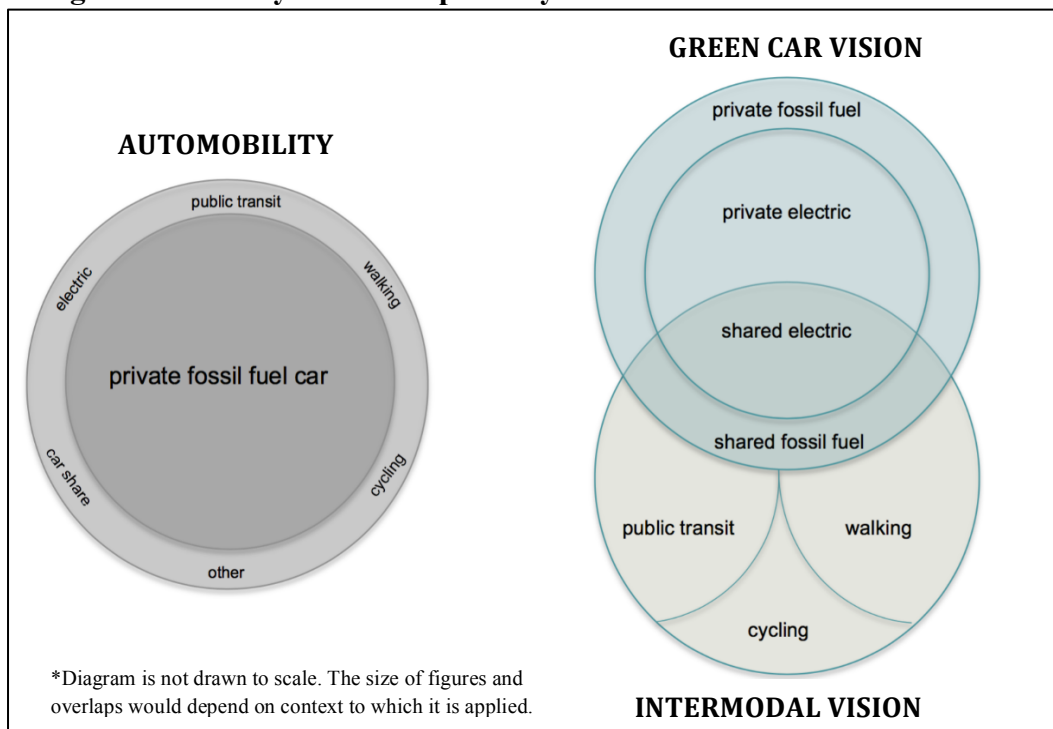 GREEN CAR VISION
private fossil fuel
private electric
shared electric
shared fossil fuel
public transit
walking
cycling
INTERMODAL VISION
AUTOMOBILITY
public transit
electric
walking
private fossil fuel car
car share
cycling
other
*Diagram is not drawn to scale. The size of figures and
overlaps would depend on context to which it is applied.